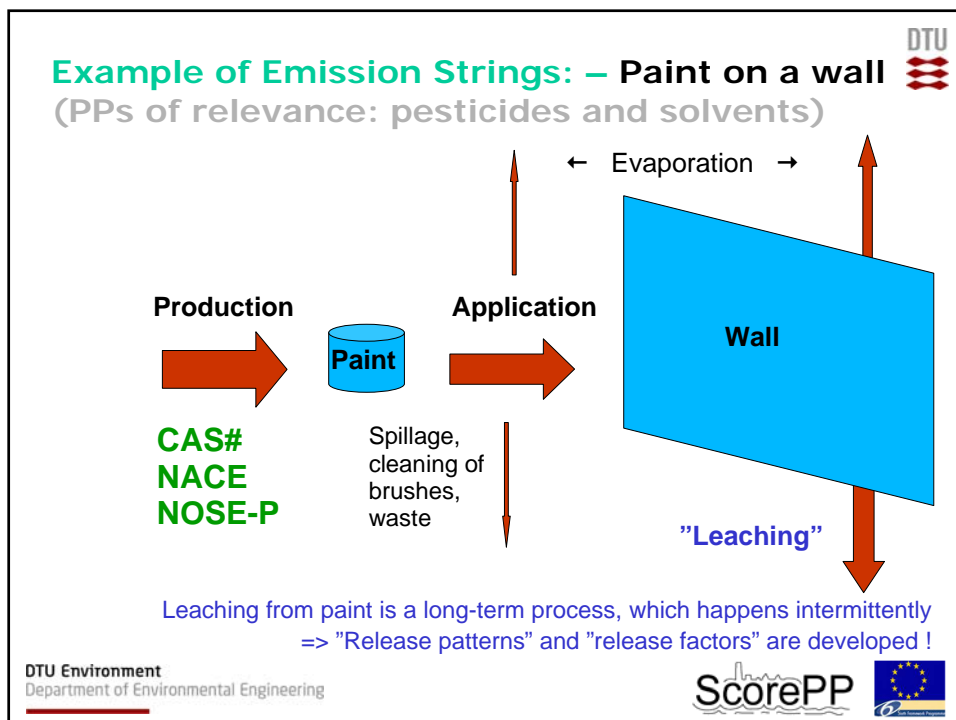 DTU
Example of Emission Strings: – Paint on a wall
(PPs of relevance: pesticides and solvents)
← Evaporation →
Production
Application
Paint
Wall
CAS#
NACE
NOSE-P
Spillage,
cleaning of
brushes,
waste
”Leaching”
Leaching from paint is a long-term process, which happens intermittently
=> ”Release patterns” and ”release factors” are developed !
DTU Environment
Department of Environmental Engineering
ScorePP
6